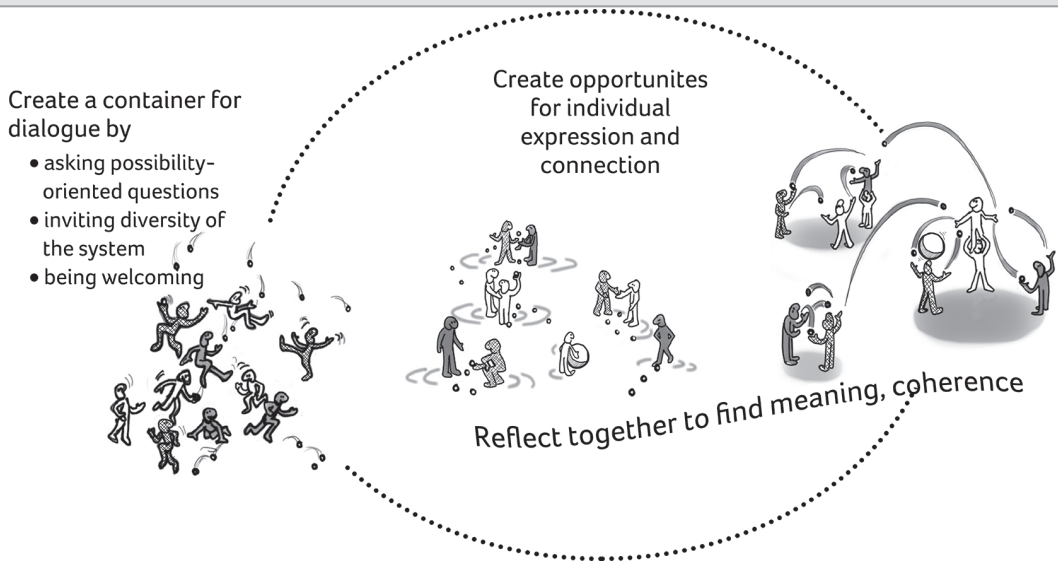 Create a container for
dialogue by
• asking possibility-
oriented questions
• inviting diversity of
the system
• being welcoming
Create opportunites
for individual
expression and
connection
Reflect together to find meaning, coherence